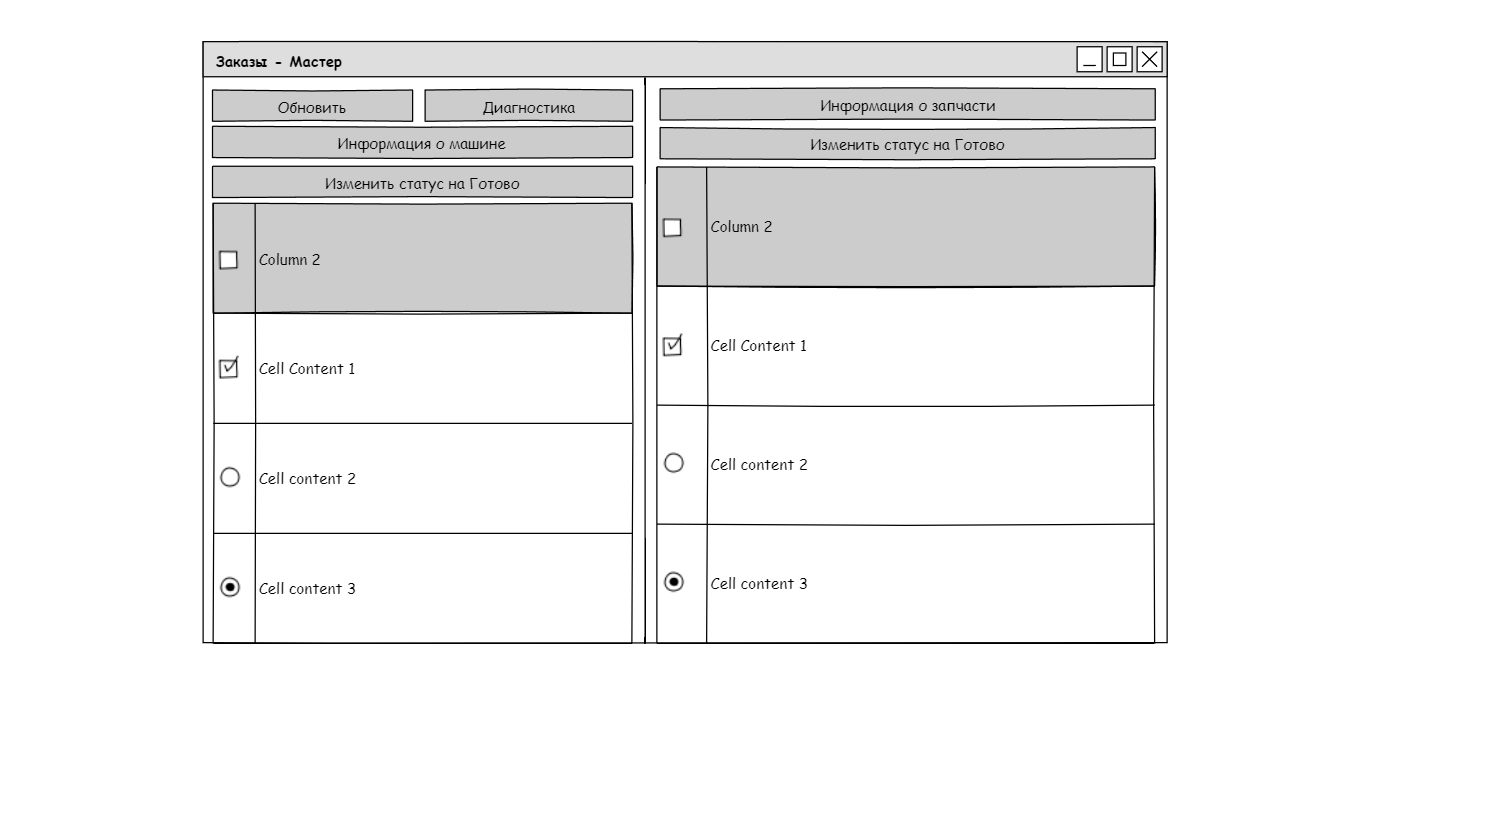 Заказы - Мастер
Обновить
Диагностика
Информация о машине
Изменить статус на Готово
Column 2
Cell Content 1
Cell content 2
Cell content 3
Информация о запчасти
Изменить статус на Готово
Column 2
Cell Content 1
Cell content 2
Cell content 3